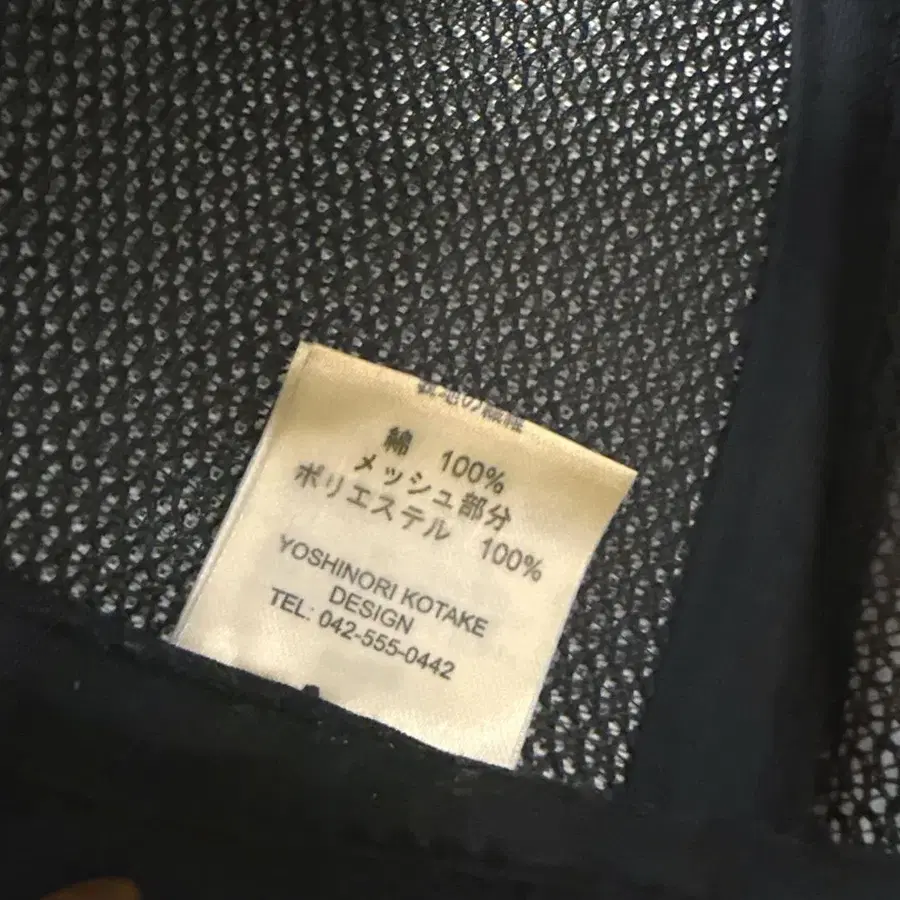 綿 100%
メッシュ部分
ポリエステル 100%
YOSHINORI KOTAKE
DESIGN
TEL: 042-555-0442